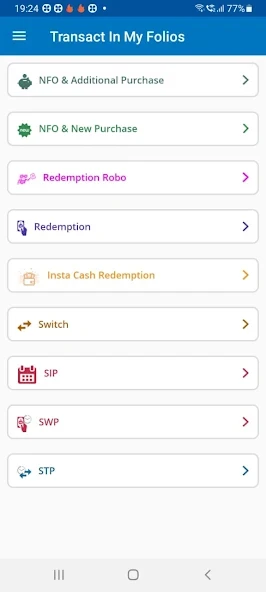 19:24 77%
Transact In My Folios
NFO & Additional Purchase
NFO & New Purchase
Redemption Robo
Redemption
Insta Cash Redemption
Switch
SIP
SWP
STP